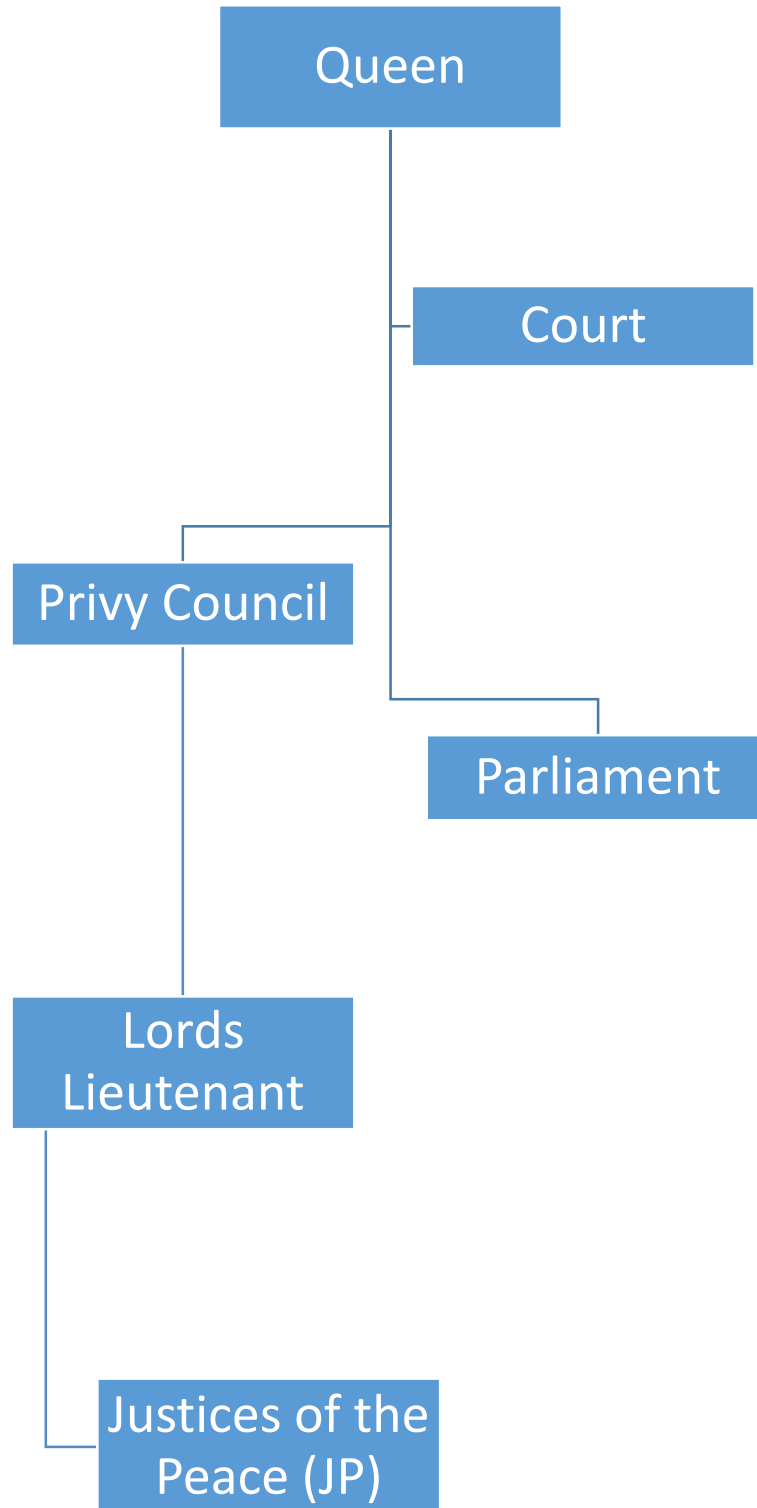 Queen
Court
Privy Council
Parliament
Lords
Lieutenant
Justices of the
Peace (JP)